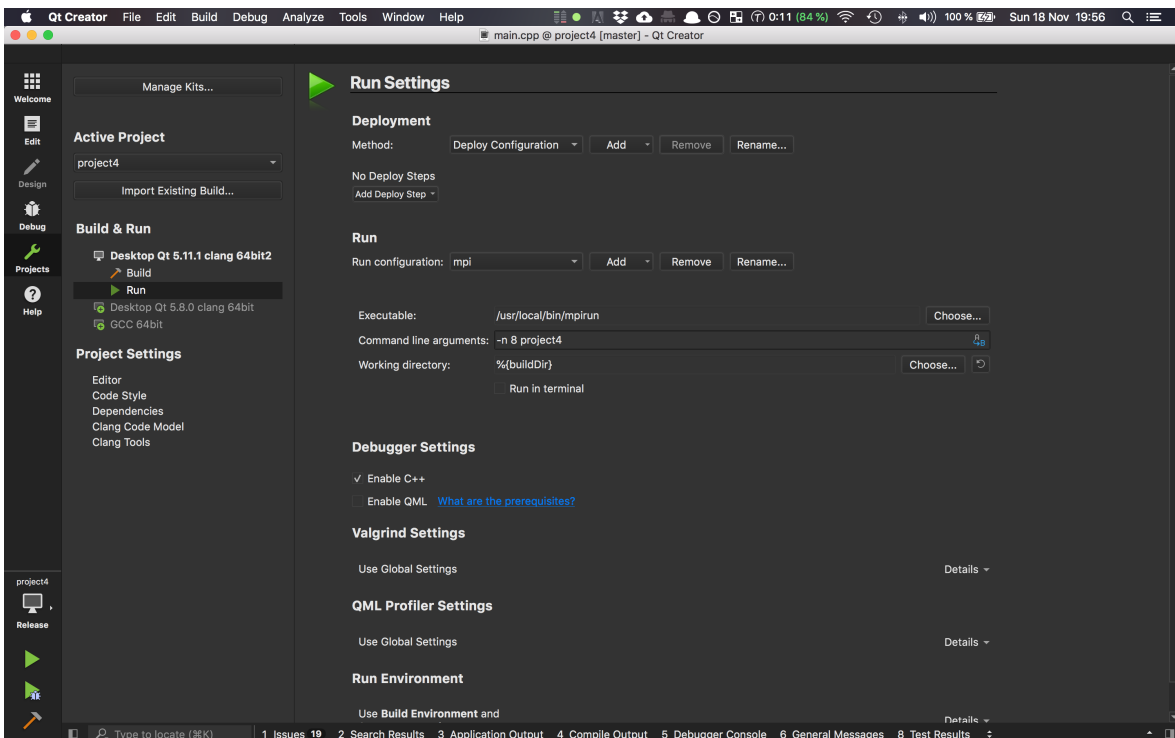 Qt Creator File Edit Build Debug Analyze Tools Window Help 0:11 (84 %) 100 % Sun 18 Nov 19:56
main.cpp @ project4 [master] - Qt Creator
Welcome
Edit
Design
Debug
Projects
Help
project4
Release
Manage Kits...
Active Project
project4
Import Existing Build...
Build & Run
Desktop Qt 5.11.1 clang 64bit2
Build
Run
Desktop Qt 5.8.0 clang 64bit
GCC 64bit
Project Settings
Editor
Code Style
Dependencies
Clang Code Model
Clang Tools
Run Settings
Deployment
Method: Deploy Configuration Add Remove Rename...
No Deploy Steps
Add Deploy Step
Run
Run configuration: mpi Add Remove Rename...
Executable: /usr/local/bin/mpirun Choose...
Command line arguments: -n 8 project4
Working directory: %{buildDir} Choose...
Run in terminal
Debugger Settings
Enable C++
Enable QML What are the prerequisites?
Valgrind Settings
Use Global Settings Details
QML Profiler Settings
Use Global Settings Details
Run Environment
Use Build Environment and Details
Type to locate (⌘K) 1 Issues 19 2 Search Results 3 Application Output 4 Compile Output 5 Debugger Console 6 General Messages 8 Test Results